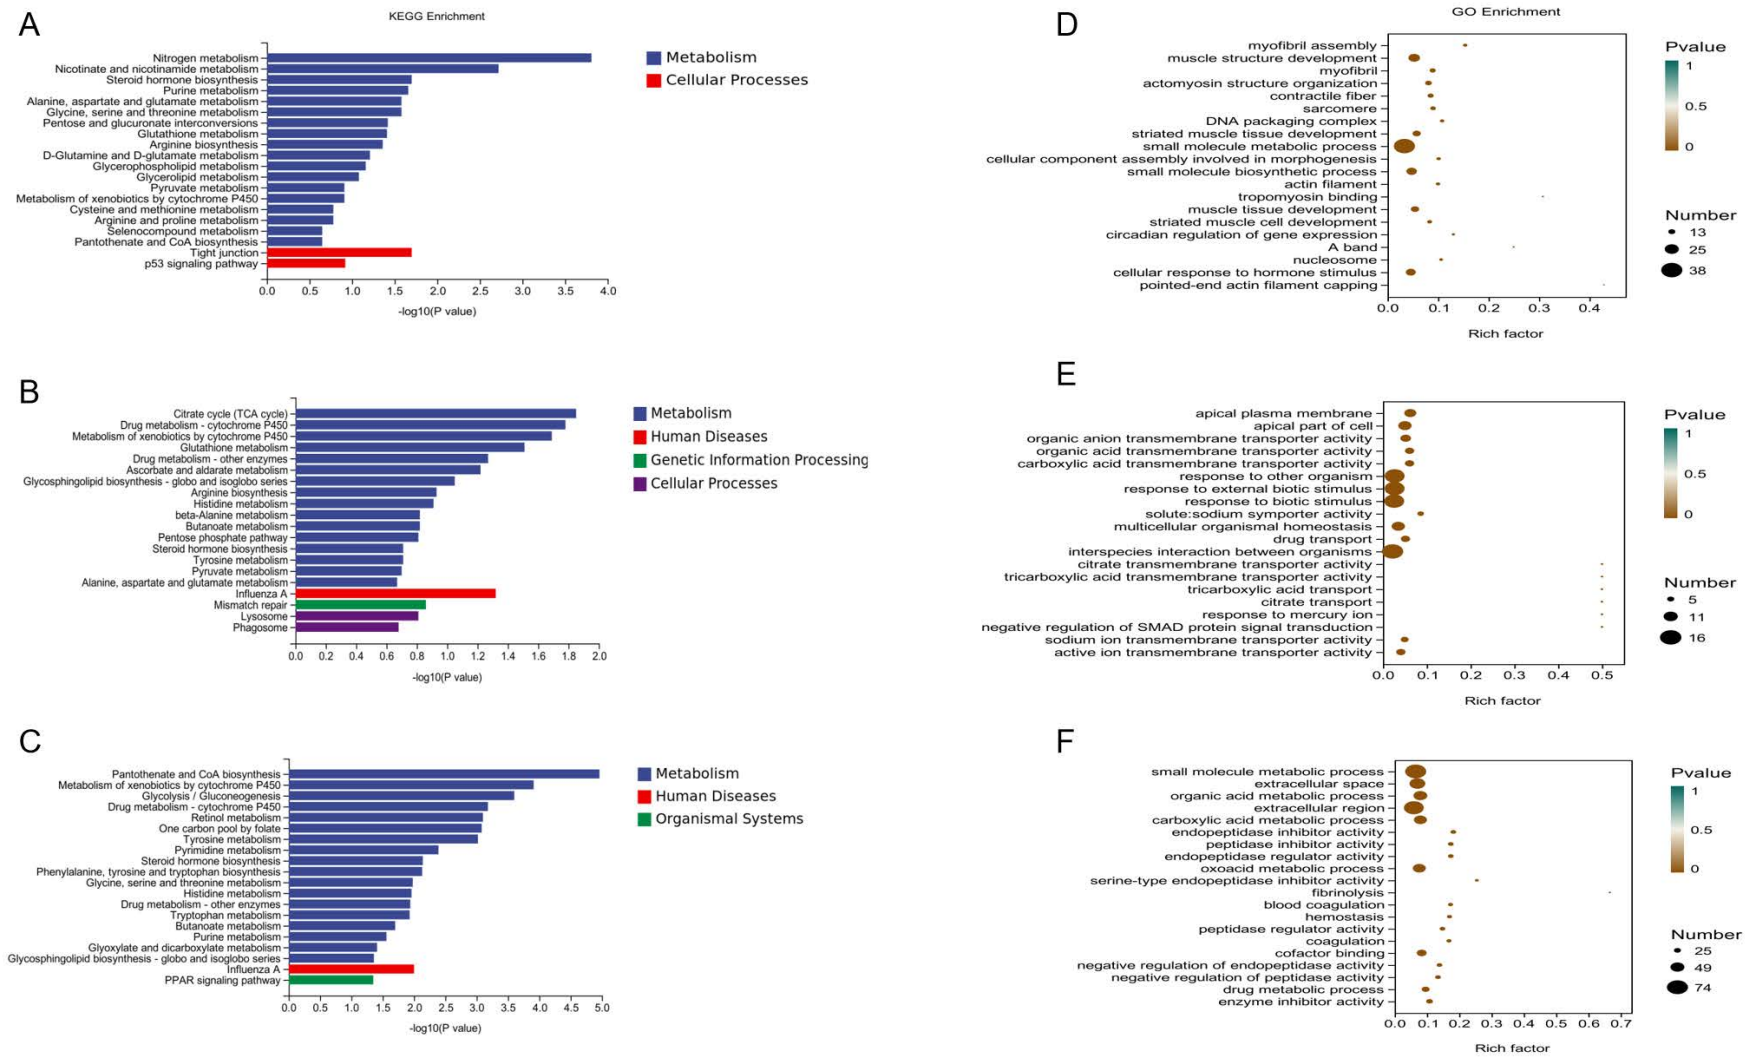 A
KEGG Enrichment
Nitrogen metabolism
Nicotinate and nicotinamide metabolism
Steroid hormone biosynthesis
Purine metabolism
Alanine, aspartate and glutamate metabolism
Glycine, serine and threonine metabolism
Pentose and glucuronate interconversions
Glutathione metabolism
Arginine biosynthesis
D-Glutamine and D-glutamate metabolism
Glycerophospholipid metabolism
Glycerolipid metabolism
Pyruvate metabolism
Metabolism of xenobiotics by cytochrome P450
Cysteine and methionine metabolism
Arginine and proline metabolism
Selenocompound metabolism
Pantothenate and CoA biosynthesis
Tight junction
p53 signaling pathway
0.0 0.5 1.0 1.5 2.0 2.5 3.0 3.5 4.0
-log10(P value)
Metabolism
Cellular Processes
D
GO Enrichment
myofibril assembly
muscle structure development
myofibril
actomyosin structure organization
contractile fiber
sarcomere
DNA packaging complex
striated muscle tissue development
small molecule metabolic process
cellular component assembly involved in morphogenesis
small molecule biosynthetic process
actin filament
tropomyosin binding
muscle tissue development
striated muscle cell development
circadian regulation of gene expression
A band
nucleosome
cellular response to hormone stimulus
pointed-end actin filament capping
0.0 0.1 0.2 0.3 0.4
Rich factor
Pvalue
1
0.5
0
Number
13
25
38
B
Citrate cycle (TCA cycle)
Drug metabolism - cytochrome P450
Metabolism of xenobiotics by cytochrome P450
Glutathione metabolism
Drug metabolism - other enzymes
Ascorbate and aldarate metabolism
Glycosphingolipid biosynthesis - globo and isoglobo series
Arginine biosynthesis
Histidine metabolism
beta-Alanine metabolism
Butanoate metabolism
Pentose phosphate pathway
Steroid hormone biosynthesis
Tyrosine metabolism
Pyruvate metabolism
Alanine, aspartate and glutamate metabolism
Influenza A
Mismatch repair
Lysosome
Phagosome
0.0 0.2 0.4 0.6 0.8 1.0 1.2 1.4 1.6 1.8 2.0
-log10(P value)
Metabolism
Human Diseases
Genetic Information Processing
Cellular Processes
E
apical plasma membrane
apical part of cell
organic anion transmembrane transporter activity
organic acid transmembrane transporter activity
carboxylic acid transmembrane transporter activity
response to other organism
response to external biotic stimulus
response to biotic stimulus
solute:sodium symporter activity
multicellular organismal homeostasis
drug transport
interspecies interaction between organisms
citrate transmembrane transporter activity
tricarboxylic acid transmembrane transporter activity
tricarboxylic acid transport
citrate transport
response to mercury ion
negative regulation of SMAD protein signal transduction
sodium ion transmembrane transporter activity
active ion transmembrane transporter activity
0.0 0.1 0.2 0.3 0.4 0.5
Rich factor
Pvalue
1
0.5
0
Number
5
11
16
C
Pantothenate and CoA biosynthesis
Metabolism of xenobiotics by cytochrome P450
Glycolysis / Gluconeogenesis
Drug metabolism - cytochrome P450
Retinol metabolism
One carbon pool by folate
Tyrosine metabolism
Pyrimidine metabolism
Steroid hormone biosynthesis
Phenylalanine, tyrosine and tryptophan biosynthesis
Glycine, serine and threonine metabolism
Histidine metabolism
Drug metabolism - other enzymes
Tryptophan metabolism
Butanoate metabolism
Purine metabolism
Glyoxylate and dicarboxylate metabolism
Glycosphingolipid biosynthesis - globo and isoglobo series
Influenza A
PPAR signaling pathway
0.0 0.5 1.0 1.5 2.0 2.5 3.0 3.5 4.0 4.5 5.0
-log10(P value)
Metabolism
Human Diseases
Organismal Systems
F
small molecule metabolic process
extracellular space
organic acid metabolic process
extracellular region
carboxylic acid metabolic process
endopeptidase inhibitor activity
peptidase inhibitor activity
endopeptidase regulator activity
oxoacid metabolic process
serine-type endopeptidase inhibitor activity
fibrinolysis
blood coagulation
hemostasis
peptidase regulator activity
coagulation
cofactor binding
negative regulation of endopeptidase activity
negative regulation of peptidase activity
drug metabolic process
enzyme inhibitor activity
0.0 0.1 0.2 0.3 0.4 0.5 0.6 0.7
Rich factor
Pvalue
1
0.5
0
Number
25
49
74